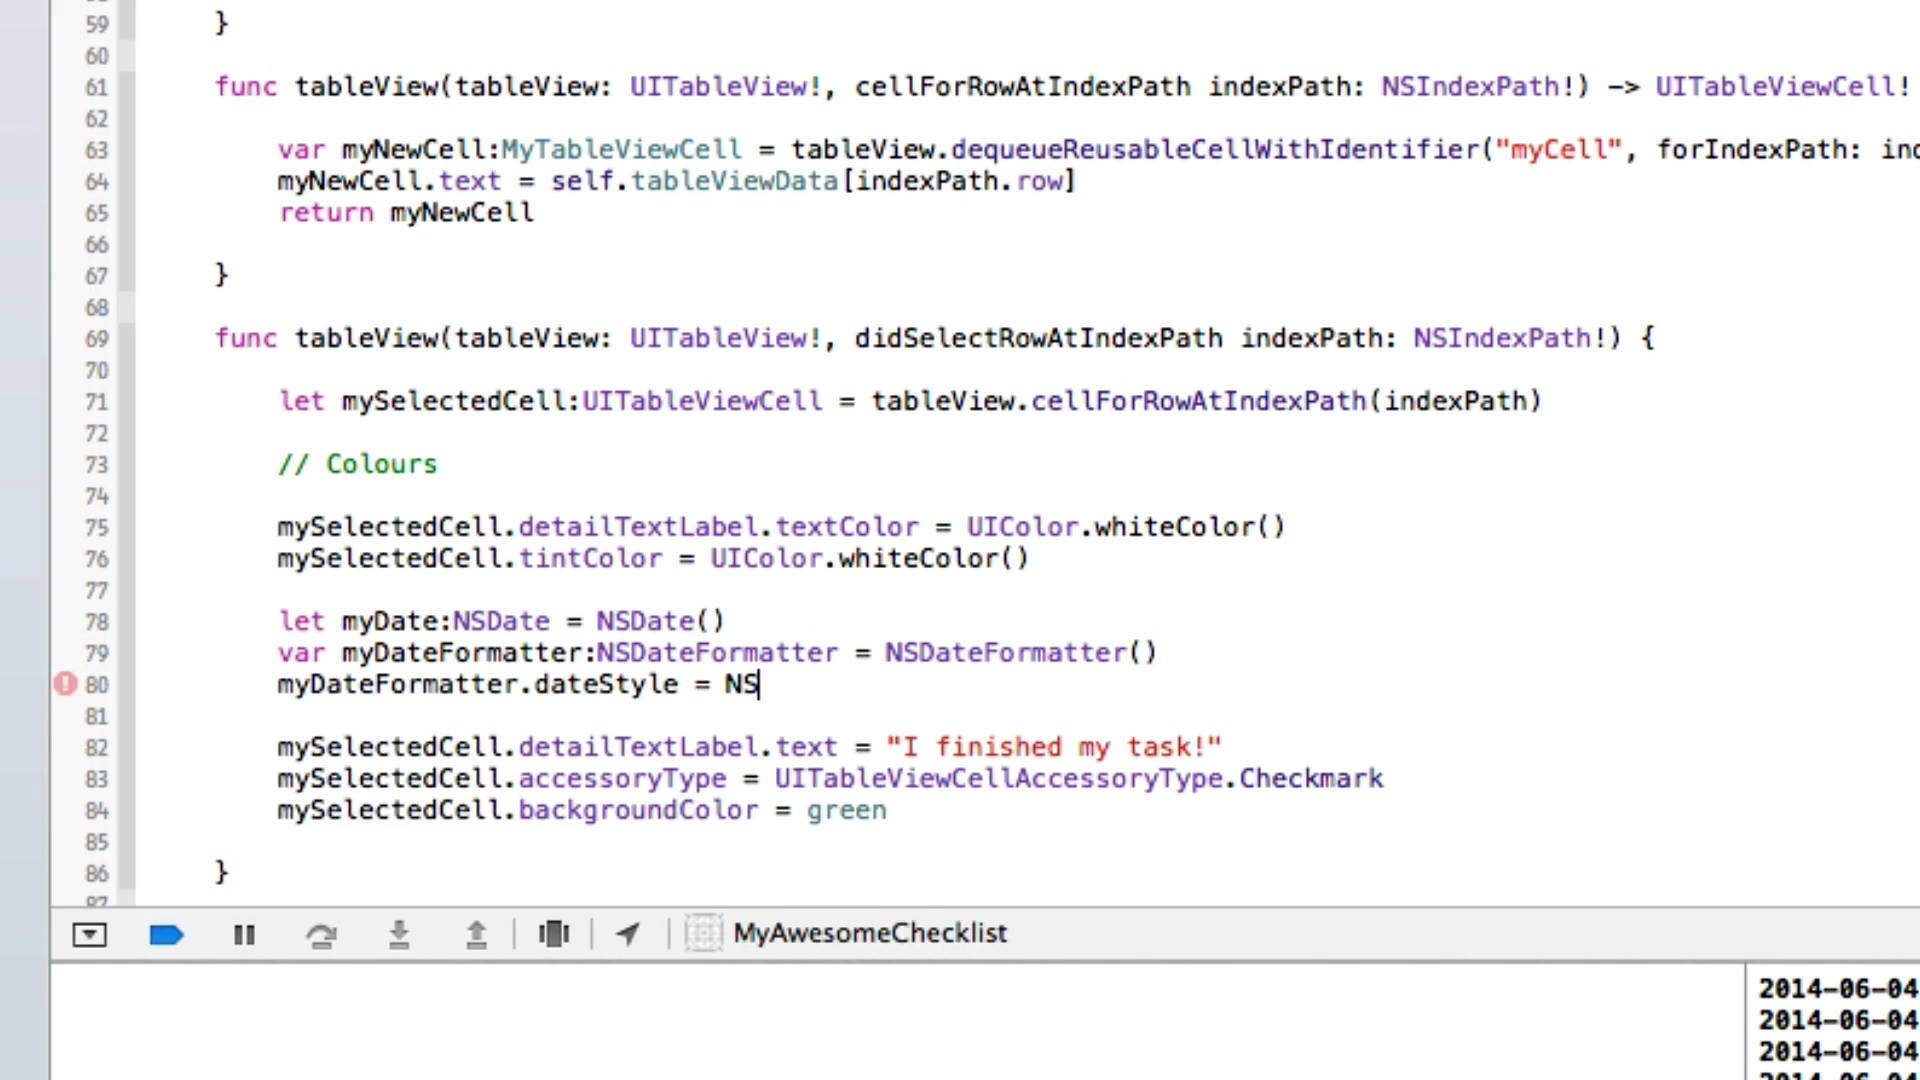 59 }
60
61 func tableView(tableView: UITableView!, cellForRowAtIndexPath indexPath: NSIndexPath!) -> UITableViewCell!
62
63 var myNewCell:MyTableViewCell = tableView.dequeueReusableCellWithIdentifier("myCell", forIndexPath:
64 myNewCell.text = self.tableViewData[indexPath.row]
65 return myNewCell
66
67 }
68
69 func tableView(tableView: UITableView!, didSelectRowAtIndexPath indexPath: NSIndexPath!) {
70
71 let mySelectedCell:UITableViewCell = tableView.cellForRowAtIndexPath(indexPath)
72
73 // Colours
74
75 mySelectedCell.detailTextLabel.textColor = UIColor.whiteColor()
76 mySelectedCell.tintColor = UIColor.whiteColor()
77
78 let myDate:NSDate = NSDate()
79 var myDateFormatter:NSDateFormatter = NSDateFormatter()
80 myDateFormatter.dateStyle = NS
81
82 mySelectedCell.detailTextLabel.text = "I finished my task!"
83 mySelectedCell.accessoryType = UITableViewCellAccessoryType.Checkmark
84 mySelectedCell.backgroundColor = green
85
86 }
87
MyAwesomeChecklist
2014-06-04
2014-06-04
2014-06-04
2014-06-04